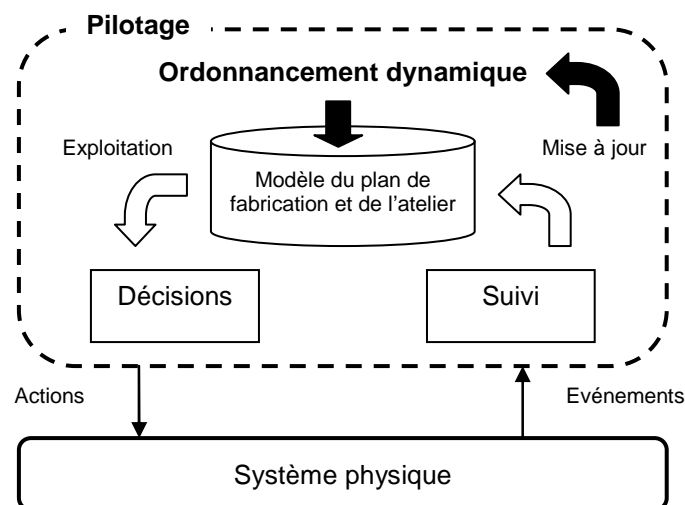 Pilotage
Ordonnancement dynamique
Exploitation
Mise à jour
Modèle du plan de
fabrication et de l'atelier
Décisions
Suivi
Actions
Evénements
Système physique